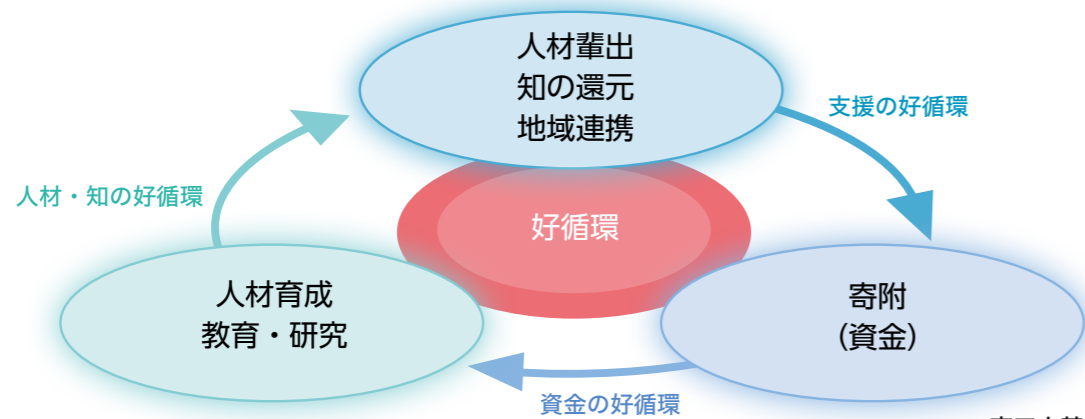 人材輩出
知の還元
地域連携
支援の好循環
人材・知の好循環
好循環
人材育成
教育・研究
寄附
(資金)
資金の好循環